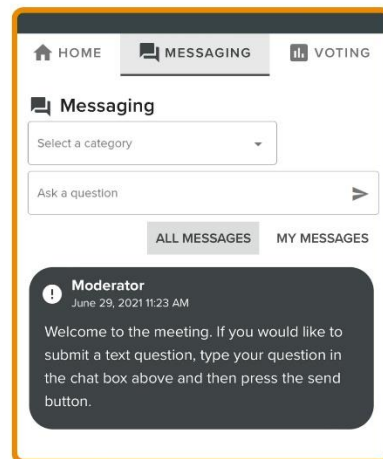 HOME MESSAGING VOTING
Messaging
Select a category
Ask a question
ALL MESSAGES MY MESSAGES
Moderator
June 29, 2021 11:23 AM
Welcome to the meeting. If you would like to
submit a text question, type your question in
the chat box above and then press the send
button.